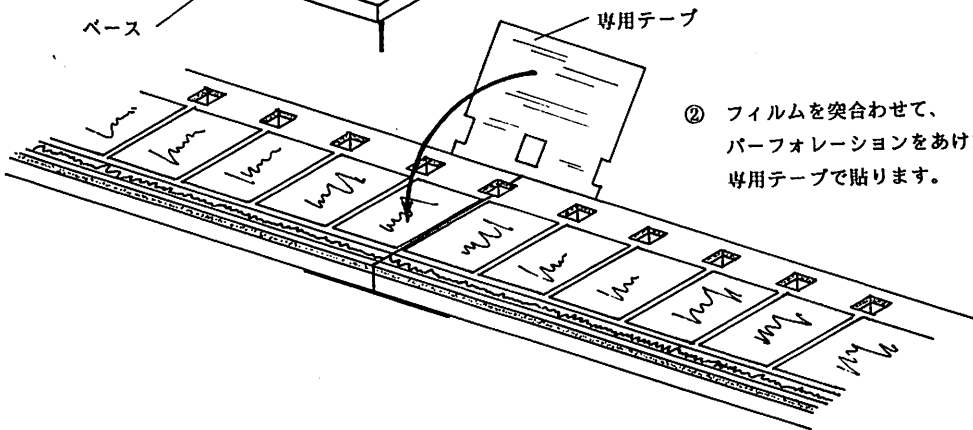 ベース
専用テープ
② フィルムを突合わせて、
パーフォレーションをあけ
専用テープで貼ります。